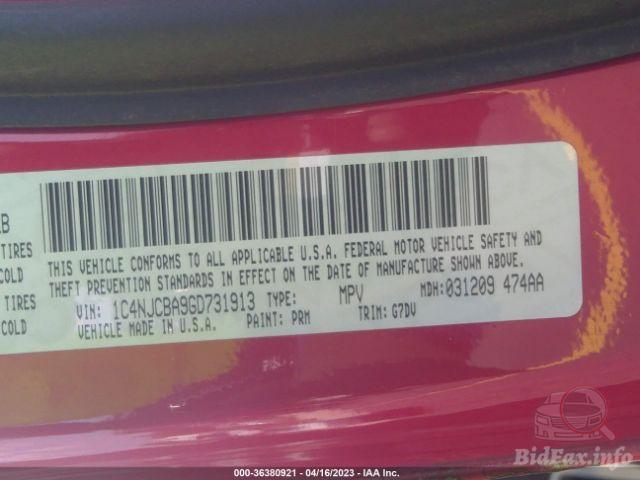 LB
TIRES
COLD
TIRES
COLD
THIS VEHICLE CONFORMS TO ALL APPLICABLE U.S.A. FEDERAL MOTOR VEHICLE SAFETY AND
THEFT PREVENTION STANDARDS IN EFFECT ON THE DATE OF MANUFACTURE SHOWN ABOVE.
VIN: 1C4NJCBA9GD731913 TYPE: MPV MDH: 031209 474AA
VEHICLE MADE IN U.S.A. PAINT: PRM TRIM: G7DV
BidFax.info
000-36380921 - 04/16/2023 - IAA Inc.